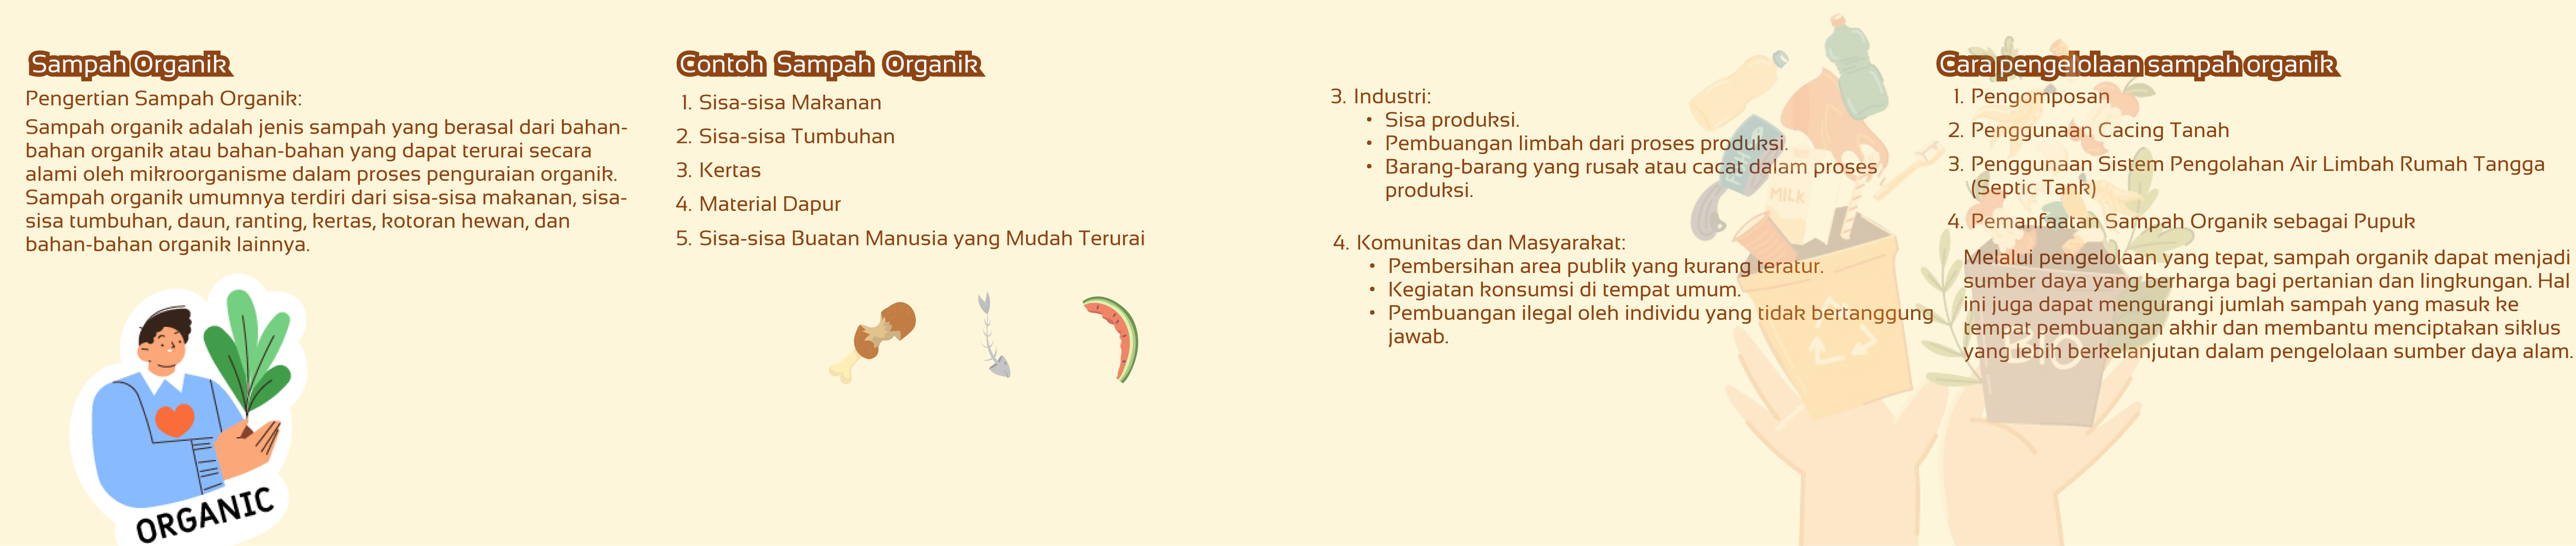 Sampah Organik
Pengertian Sampah Organik:
Sampah organik adalah jenis sampah yang berasal dari bahan-
bahan organik atau bahan-bahan yang dapat terurai secara
alami oleh mikroorganisme dalam proses penguraian organik.
Sampah organik umumnya terdiri dari sisa-sisa makanan, sisa-
sisa tumbuhan, daun, ranting, kertas, kotoran hewan, dan
bahan-bahan organik lainnya.
ORGANIC
Contoh Sampah Organik
1. Sisa-sisa Makanan
2. Sisa-sisa Tumbuhan
3. Kertas
4. Material Dapur
5. Sisa-sisa Buatan Manusia yang Mudah Terurai
3. Industri:
• Sisa produksi.
• Pembuangan limbah dari proses produksi.
• Barang-barang yang rusak atau cacat dalam proses
produksi.
4. Komunitas dan Masyarakat:
• Pembersihan area publik yang kurang teratur.
• Kegiatan konsumsi di tempat umum.
• Pembuangan ilegal oleh individu yang tidak bertanggung
jawab.
MILK
Cara pengelolaan sampah organik
1. Pengomposan
2. Penggunaan Cacing Tanah
3. Penggunaan Sistem Pengolahan Air Limbah Rumah Tangga
(Septic Tank)
4. Pemanfaatan Sampah Organik sebagai Pupuk
Melalui pengelolaan yang tepat, sampah organik dapat menjadi
sumber daya yang berharga bagi pertanian dan lingkungan. Hal
ini juga dapat mengurangi jumlah sampah yang masuk ke
tempat pembuangan akhir dan membantu menciptakan siklus
yang lebih berkelanjutan dalam pengelolaan sumber daya alam.
BIO